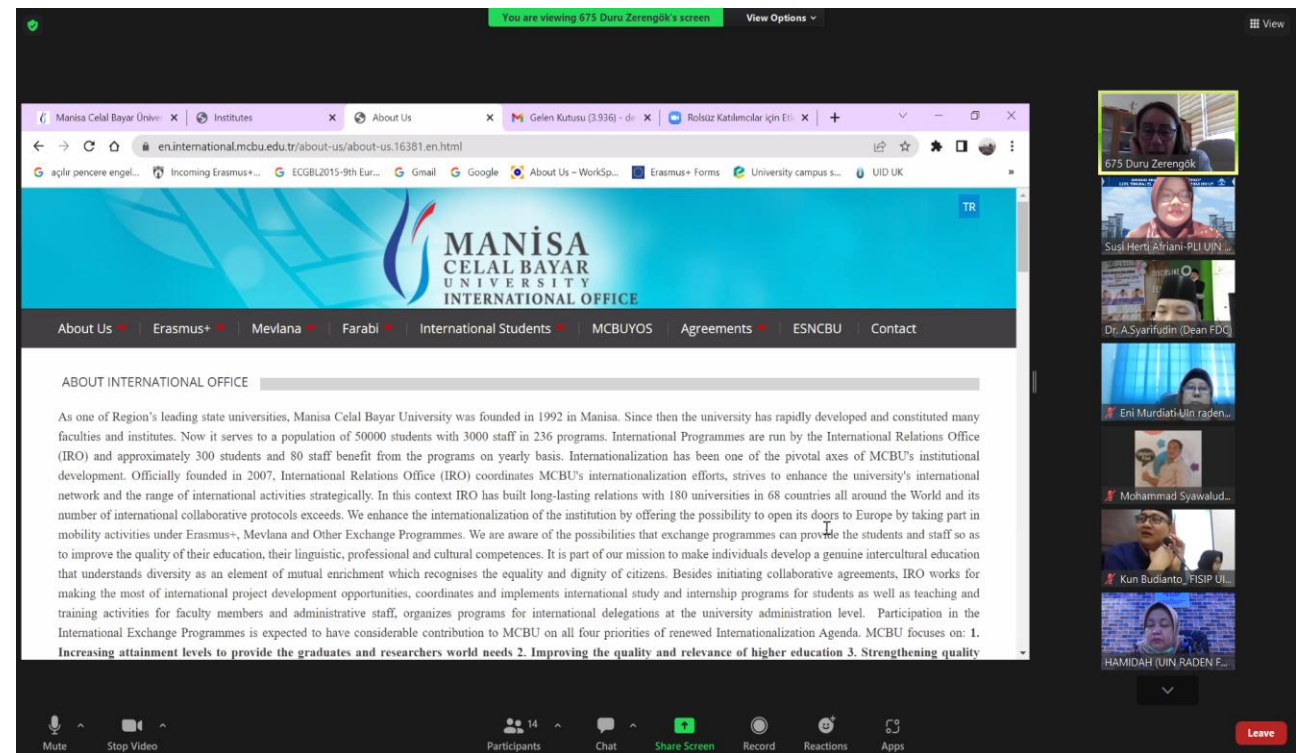 You are viewing 675 Duru Zerengök's screen
View Options
View
Manisa Celal Bayar Üniver
Institutes
About Us
Gelen Kutusu (3.936) - de
Rolsüz Katılımcılar için Etk
en.international.mcbu.edu.tr/about-us/about-us.16381.en.html
açılır pencere engel...
Incoming Erasmus+...
ECGBL2015-9th Eur...
Gmail
Google
About Us – WorkSp...
Erasmus+ Forms
University campus s...
UID UK
»
TR
MANİSA
CELAL BAYAR
UNIVERSITY
INTERNATIONAL OFFICE
About Us
Erasmus+
Mevlana
Farabi
International Students
MCBUYOS
Agreements
ESNCBU
Contact
ABOUT INTERNATIONAL OFFICE
As one of Region's leading state universities, Manisa Celal Bayar University was founded in 1992 in Manisa. Since then the university has rapidly developed and constituted many
faculties and institutes. Now it serves to a population of 50000 students with 3000 staff in 236 programs. International Programmes are run by the International Relations Office
(IRO) and approximately 300 students and 80 staff benefit from the programs on yearly basis. Internationalization has been one of the pivotal axes of MCBU's institutional
development. Officially founded in 2007, International Relations Office (IRO) coordinates MCBU's internationalization efforts, strives to enhance the university's international
network and the range of international activities strategically. In this context IRO has built long-lasting relations with 180 universities in 68 countries all around the World and its
number of international collaborative protocols exceeds. We enhance the internationalization of the institution by offering the possibility to open its doors to Europe by taking part in
mobility activities under Erasmus+, Mevlana and Other Exchange Programmes. We are aware of the possibilities that exchange programmes can provide the students and staff so as
to improve the quality of their education, their linguistic, professional and cultural competences. It is part of our mission to make individuals develop a genuine intercultural education
that understands diversity as an element of mutual enrichment which recognises the equality and dignity of citizens. Besides initiating collaborative agreements, IRO works for
making the most of international project development opportunities, coordinates and implements international study and internship programs for students as well as teaching and
training activities for faculty members and administrative staff, organizes programs for international delegations at the university administration level. Participation in the
International Exchange Programmes is expected to have considerable contribution to MCBU on all four priorities of renewed Internationalization Agenda. MCBU focuses on: 1.
Increasing attainment levels to provide the graduates and researchers world needs 2. Improving the quality and relevance of higher education 3. Strengthening quality
675 Duru Zerengök
Susi Herti Afriani-PLI UIN ...
DISCIPLINE
Dr. A.Syarifudin (Dean FDC)
Eni Murdiati UIn raden...
Mohammad Syawalud...
Kun Budianto_ FISIP UI...
HAMIDAH (UIN RADEN F...
Mute
Stop Video
14
Participants
Chat
Share Screen
Record
Reactions
Apps
Leave